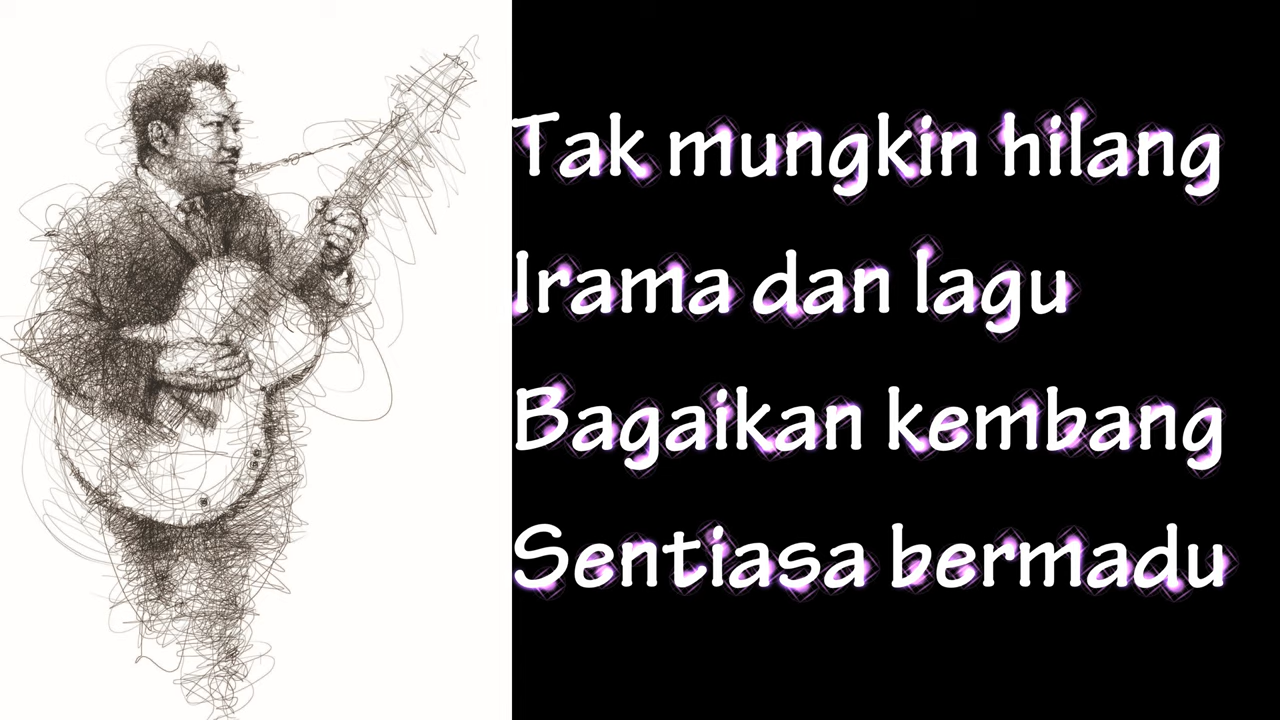 Tak mungkin hilang
Irama dan lagu
Bagaikan kembang
Sentiasa bermadu